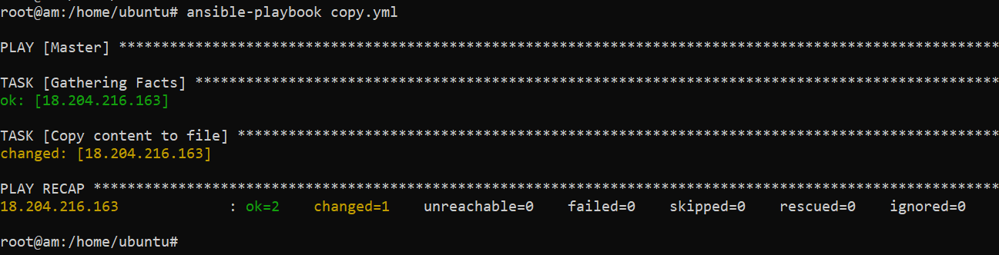 root@am:/home/ubuntu# ansible-playbook copy.yml
PLAY [Master] ********************************************************************************************************
TASK [Gathering Facts] ***********************************************************************************************
ok: [18.204.216.163]
TASK [Copy content to file] ******************************************************************************************
changed: [18.204.216.163]
PLAY RECAP ***********************************************************************************************************
18.204.216.163             : ok=2    changed=1    unreachable=0    failed=0    skipped=0    rescued=0    ignored=0
root@am:/home/ubuntu#